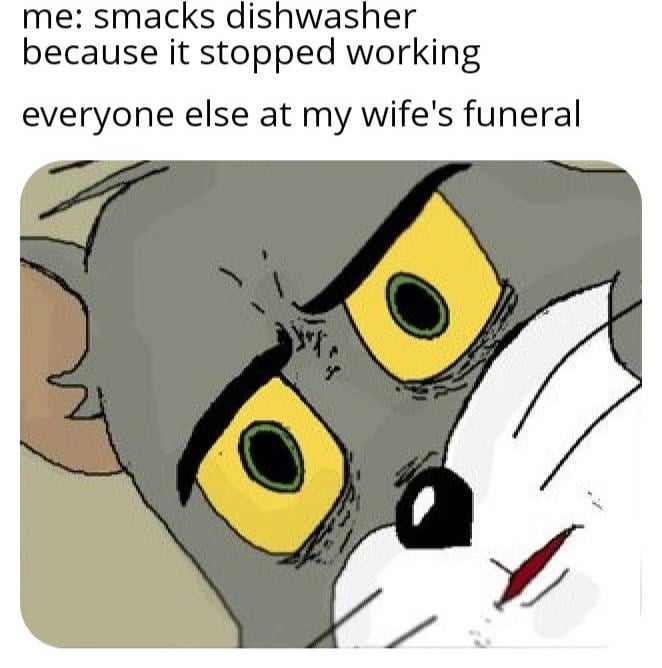 me: smacks dishwasher
because it stopped working
everyone else at my wife's funeral